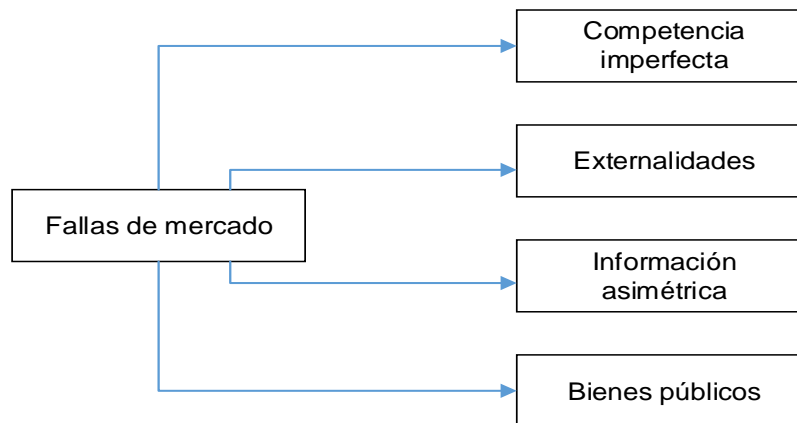 Competencia
imperfecta
Externalidades
Fallas de mercado
Información
asimétrica
Bienes públicos